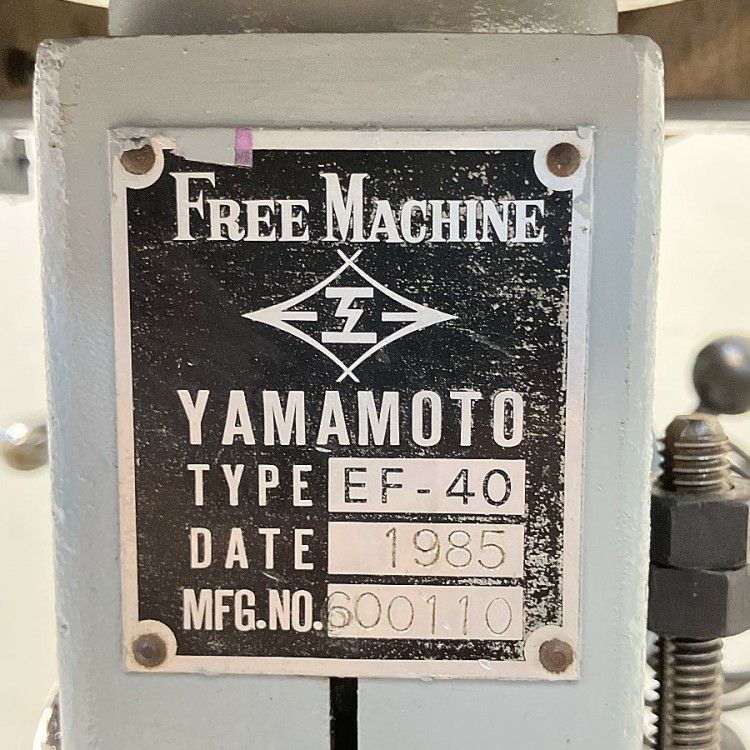 FREE MACHINE
YAMAMOTO
TYPE EF-40
DATE 1985
MFG.NO. 600110